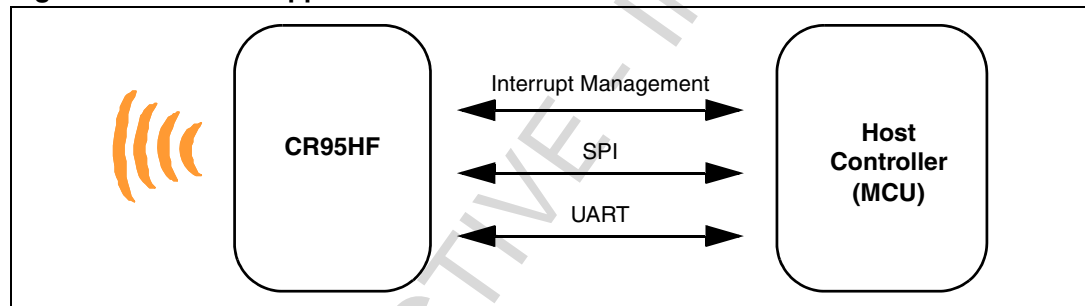 Interrupt Management
CR95HF
SPI
UART
Host
Controller
(MCU)